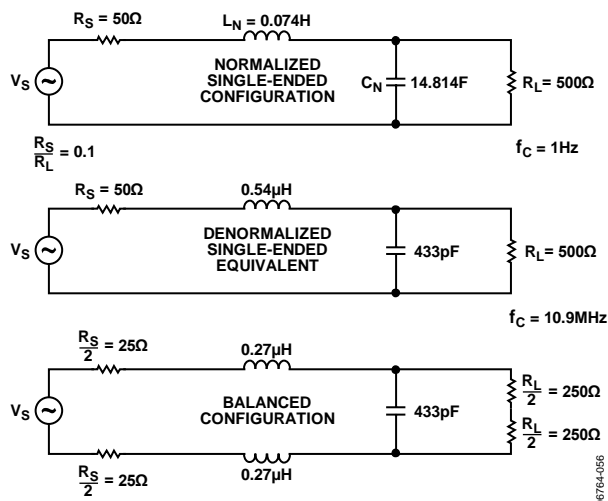 RS = 50Ω
LN = 0.074H
VS
NORMALIZED
SINGLE-ENDED
CONFIGURATION
CN
14.814F
RL= 500Ω
RS
RL
= 0.1
fC = 1Hz
RS = 50Ω
0.54µH
VS
DENORMALIZED
SINGLE-ENDED
EQUIVALENT
433pF
RL= 500Ω
fC = 10.9MHz
RS
2
= 25Ω
0.27µH
VS
BALANCED
CONFIGURATION
433pF
RL
2
= 250Ω
RL
2
= 250Ω
RS
2
= 25Ω
0.27µH
6764-056